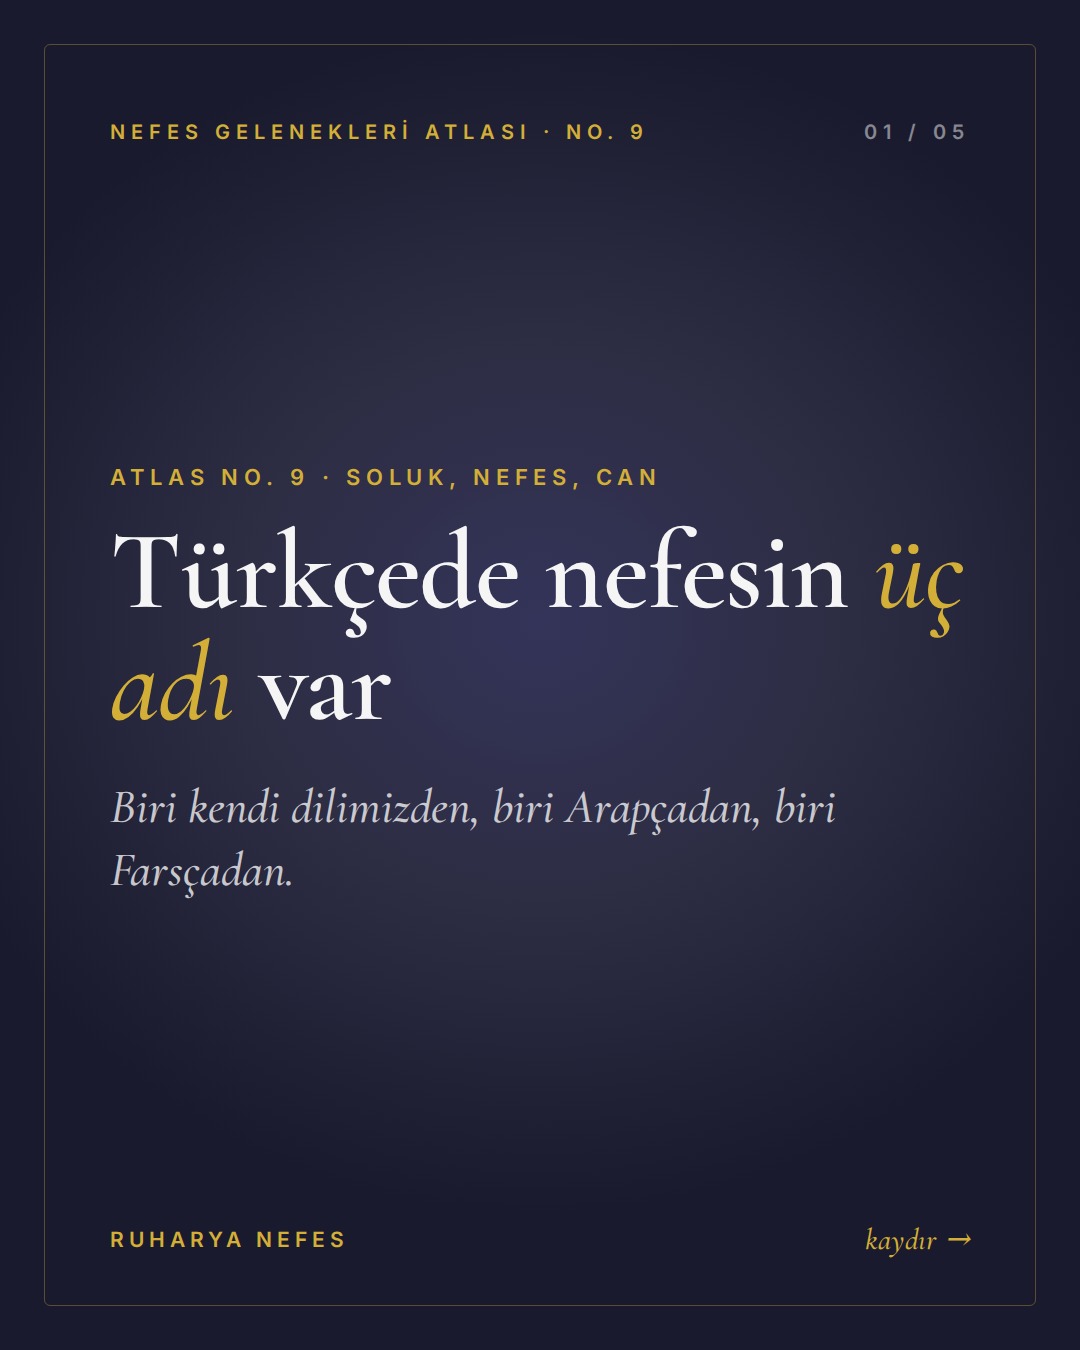 NEFES GELENEKLERİ ATLASI · NO. 9
01 / 05
ATLAS NO. 9 · SOLUK, NEFES, CAN
Türkçede nefesin üç
adı var
Biri kendi dilimizden, biri Arapçadan, biri
Farsçadan.
RUHARYA NEFES
kaydır →